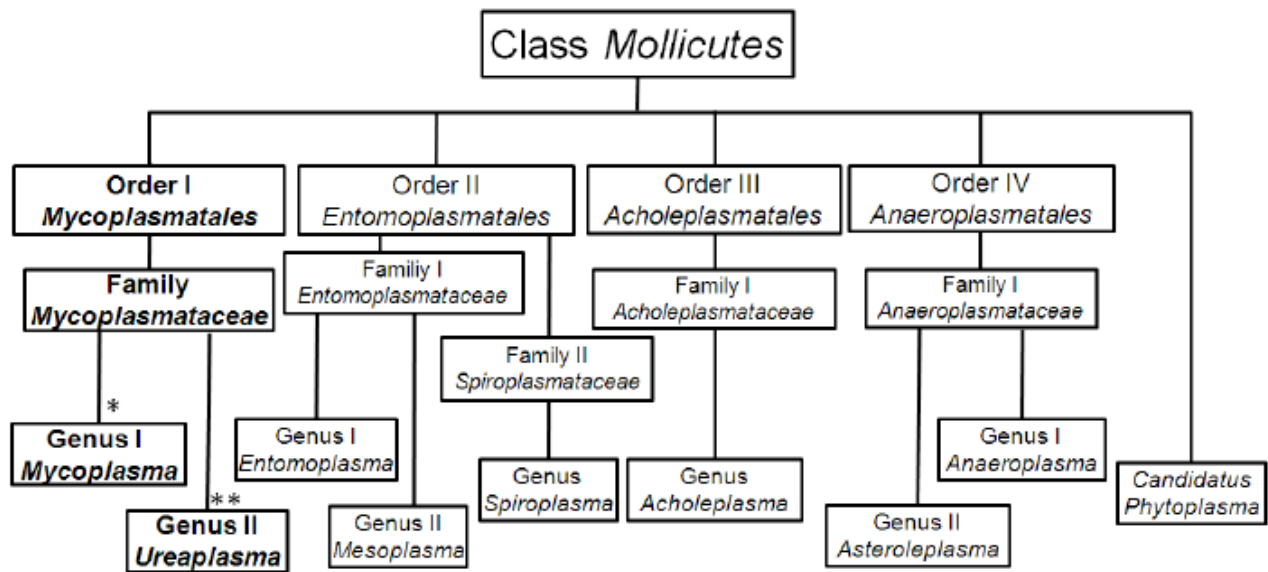 Class Mollicutes
Order I
Mycoplasmatales
Order II
Entomoplasmatales
Order III
Acholeplasmatales
Order IV
Anaeroplasmatales
Family
Mycoplasmataceae
Familiy I
Entomoplasmataceae
Family I
Acholeplasmataceae
Family I
Anaeroplasmataceae
Family II
Spiroplasmataceae
*
Genus I
Mycoplasma
Genus I
Entomoplasma
Genus
Spiroplasma
Genus
Acholeplasma
Genus I
Anaeroplasma
Candidatus
Phytoplasma
**
Genus II
Ureaplasma
Genus II
Mesoplasma
Genus II
Asteroleplasma